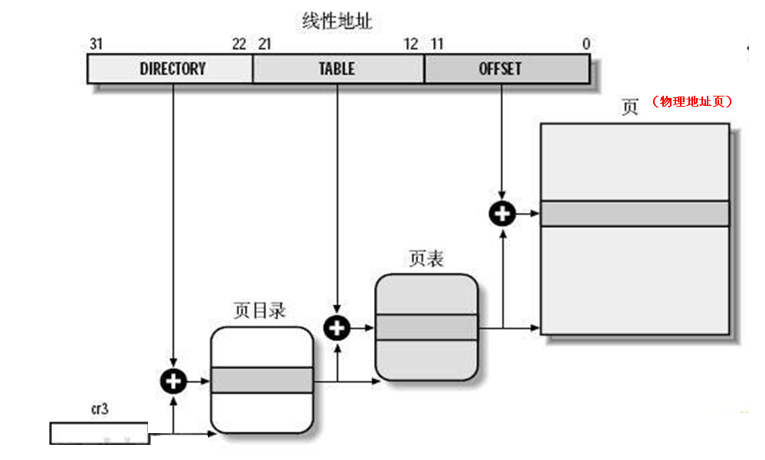 线性地址
31 22 21 12 11 0
DIRECTORY TABLE OFFSET
页 （物理地址页）
页表
页目录
cr3